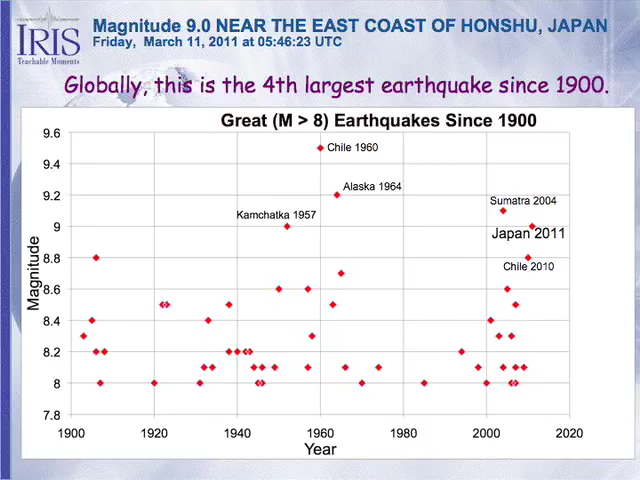 IRIS
Teachable Moments
Magnitude 9.0 NEAR THE EAST COAST OF HONSHU, JAPAN
Friday, March 11, 2011 at 05:46:23 UTC
Globally, this is the 4th largest earthquake since 1900.
Great (M > 8) Earthquakes Since 1900
9.6
9.4
9.2
9
8.8
8.6
8.4
8.2
8
7.8
Magnitude
Chile 1960
Alaska 1964
Sumatra 2004
Kamchatka 1957
Japan 2011
Chile 2010
1900
1920
1940
1960
1980
2000
2020
Year